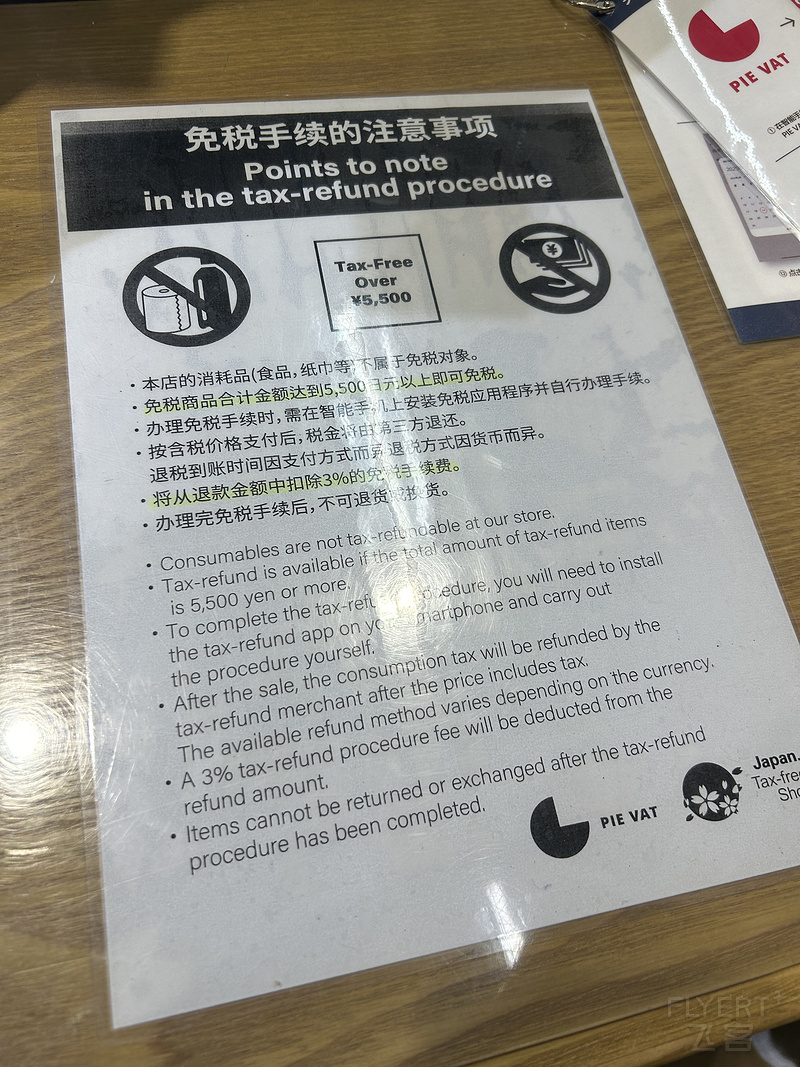 免税手续的注意事项
Points to note
in the tax-refund procedure
Tax-Free
Over
¥5,500
・本店的消耗品(食品,纸巾等)不属于免税对象。
・免税商品合计金额达到5,500日元以上即可免税。
・办理免税手续时,需在智能手机上安装免税应用程序并自行办理手续。
・按含税价格支付后,税金将由第三方退还。
退税到账时间因支付方式而异退税方式因货币而异。
・将从退款金额中扣除3%的免税手续费。
・办理完免税手续后,不可退货或换货。
• Consumables are not tax-refundable at our store.
• Tax-refund is available if the total amount of tax-refund items
is 5,500 yen or more.
• To complete the tax-refund procedure, you will need to install
the tax-refund app on your smartphone and carry out
the procedure yourself.
• After the sale, the consumption tax will be refunded by the
tax-refund merchant after the price includes tax.
The available refund method varies depending on the currency.
• A 3% tax-refund procedure fee will be deducted from the
refund amount.
• Items cannot be returned or exchanged after the tax-refund
procedure has been completed.
PIE VAT
Japan.
Tax-free
Sho
PIE VAT
① 在智能手
PIE VA
⑬ 点击
FLYERT
飞客